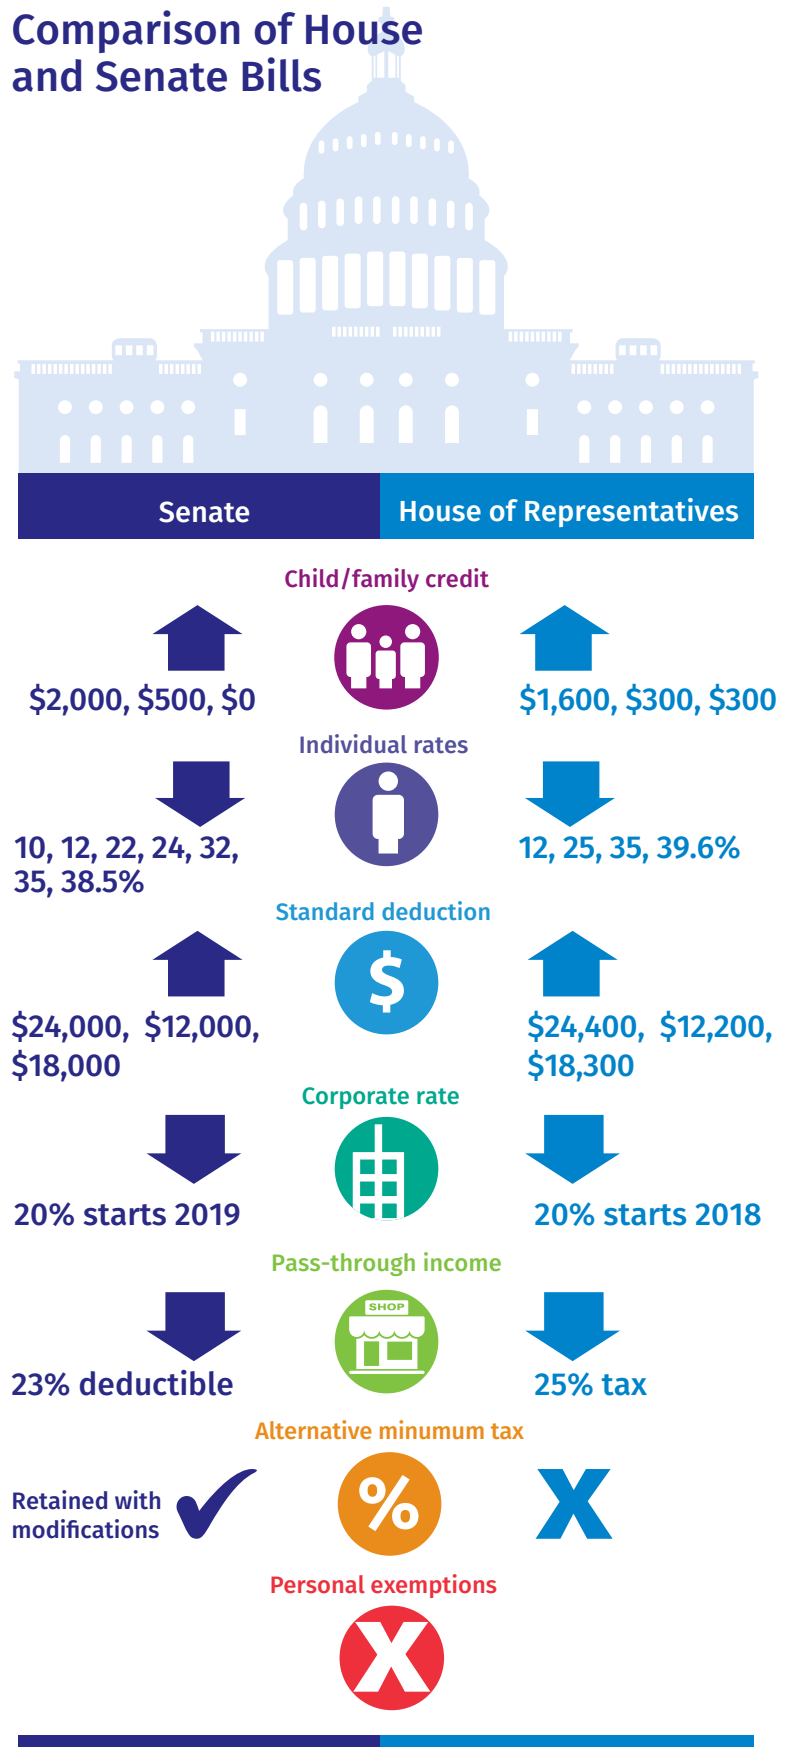 Comparison of House
and Senate Bills
Senate
House of Representatives
Child/family credit
$2,000, $500, $0
$1,600, $300, $300
Individual rates
10, 12, 22, 24, 32,
35, 38.5%
12, 25, 35, 39.6%
Standard deduction
$
$24,000, $12,000,
$18,000
$24,400, $12,200,
$18,300
Corporate rate
20% starts 2019
20% starts 2018
Pass-through income
SHOP
23% deductible
25% tax
Alternative minumum tax
Retained with
modifications
%
X
Personal exemptions
X